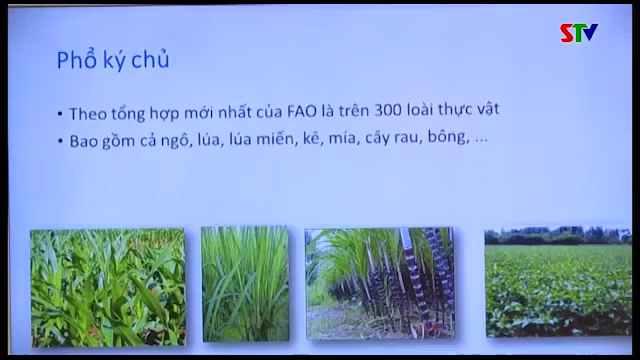 STV
Phổ ký chủ
• Theo tổng hợp mới nhất của FAO là trên 300 loài thực vật
• Bao gồm cả ngô, lúa, lúa miến, kê, mía, cây rau, bông, ...